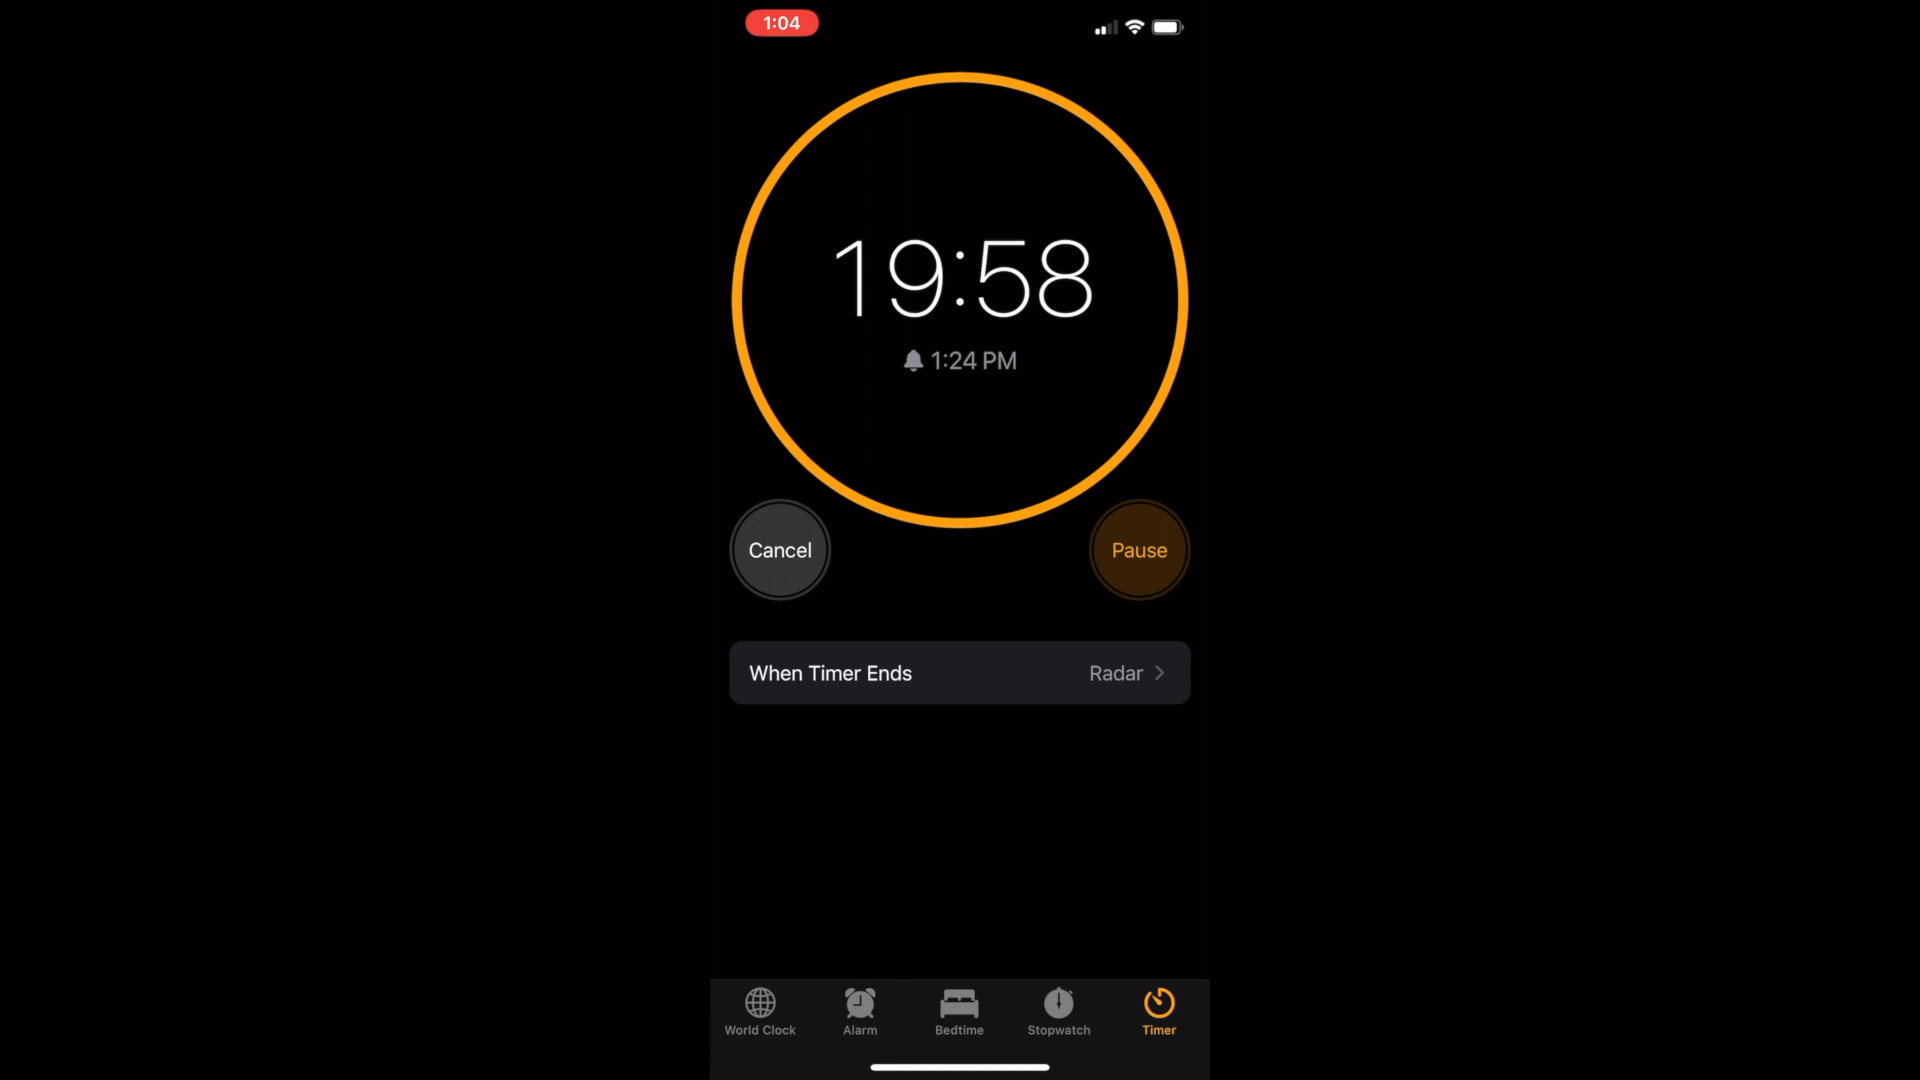 1:04
19:58
1:24 PM
Cancel
Pause
When Timer Ends
Radar
World Clock
Alarm
Bedtime
Stopwatch
Timer